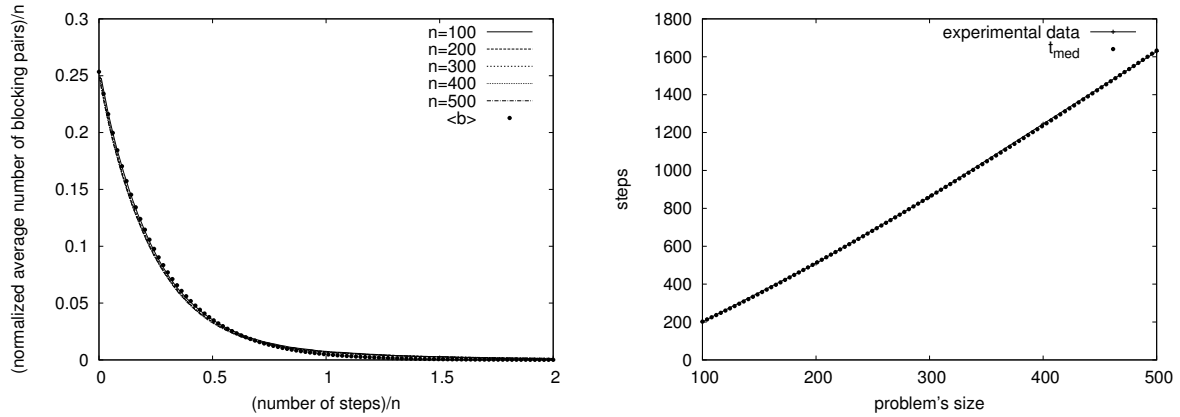 (normalized average number of blocking pairs)/n
0.3
0.25
0.2
0.15
0.1
0.05
0
0 0.5 1 1.5 2
(number of steps)/n
n=100
n=200
n=300
n=400
n=500
<b>
steps
1800
1600
1400
1200
1000
800
600
400
200
0
100 200 300 400 500
problem's size
experimental data
t_med